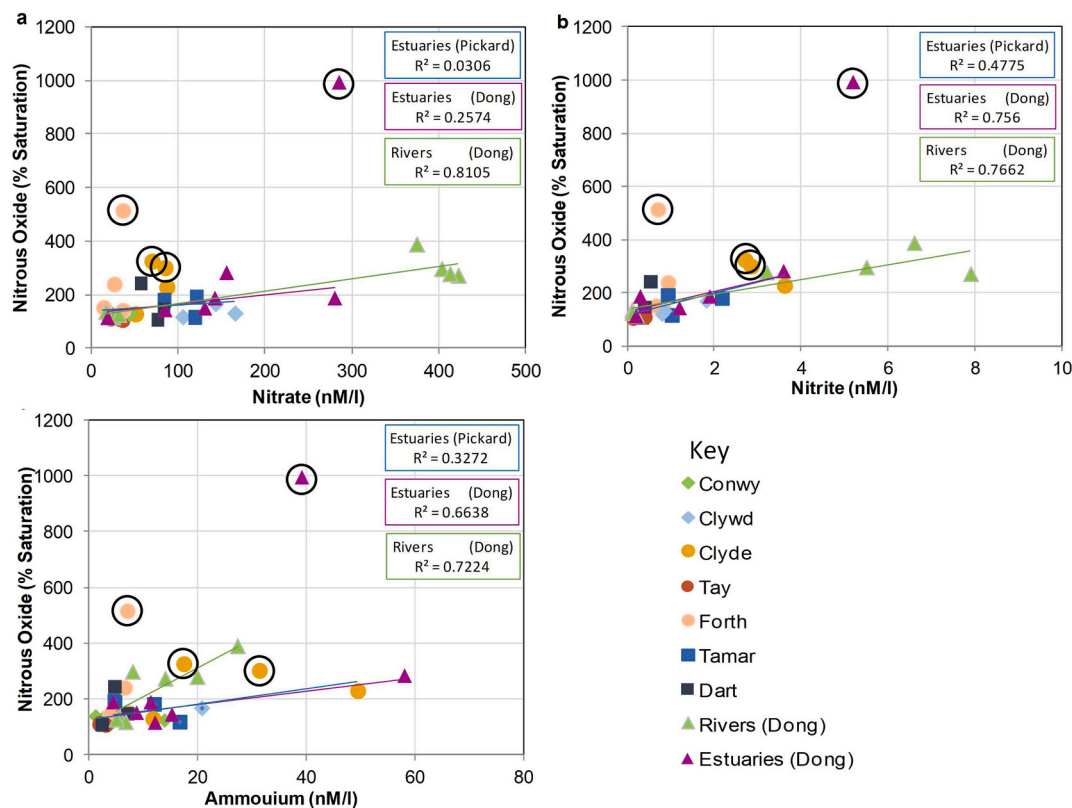 a
1200
1000
800
600
400
200
0
Nitrous Oxide (% Saturation)
Estuaries (Pickard)
R² = 0.0306
Estuaries (Dong)
R² = 0.2574
Rivers (Dong)
R² = 0.8105
0 100 200 300 400 500
Nitrate (nM/l)
b
1200
1000
800
600
400
200
0
Nitrous Oxide (% Saturation)
Estuaries (Pickard)
R² = 0.4775
Estuaries (Dong)
R² = 0.756
Rivers (Dong)
R² = 0.7662
0 2 4 6 8 10
Nitrite (nM/l)
1200
1000
800
600
400
200
0
Nitrous Oxide (% Saturation)
Estuaries (Pickard)
R² = 0.3272
Estuaries (Dong)
R² = 0.6638
Rivers (Dong)
R² = 0.7224
0 20 40 60 80
Ammouium (nM/l)
Key
Conwy
Clywd
Clyde
Tay
Forth
Tamar
Dart
Rivers (Dong)
Estuaries (Dong)